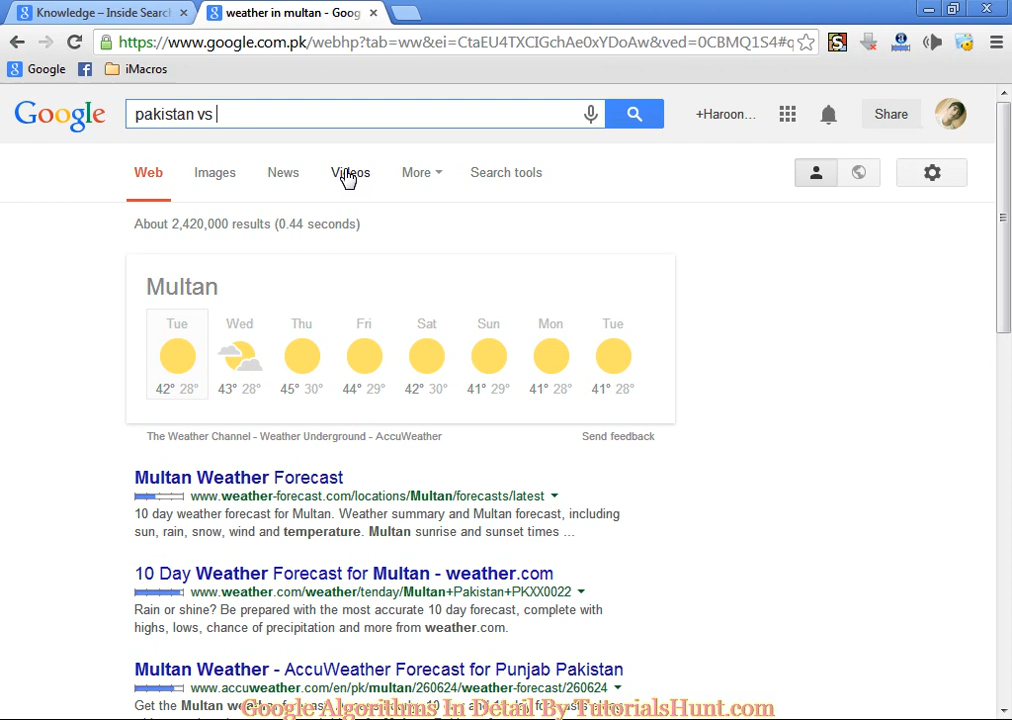 Knowledge – Inside Search
weather in multan - Goog
https://www.google.com.pk/webhp?tab=ww&ei=CtaEU4TXCIGchAe0xYDoAw&ved=0CBMQ1S4#q
Google
iMacros
Google
pakistan vs
+Haroon...
Share
Web
Images
News
Videos
More
Search tools
About 2,420,000 results (0.44 seconds)
Multan
Tue Wed Thu Fri Sat Sun Mon Tue
42° 28° 43° 28° 45° 30° 44° 29° 42° 30° 41° 29° 41° 28° 41° 28°
The Weather Channel - Weather Underground - AccuWeather
Send feedback
Multan Weather Forecast
www.weather-forecast.com/locations/Multan/forecasts/latest
10 day weather forecast for Multan. Weather summary and Multan forecast, including
sun, rain, snow, wind and temperature. Multan sunrise and sunset times ...
10 Day Weather Forecast for Multan - weather.com
www.weather.com/weather/tenday/Multan+Pakistan+PKXX0022
Rain or shine? Be prepared with the most accurate 10 day forecast, complete with
highs, lows, chance of precipitation and more from weather.com.
Multan Weather - AccuWeather Forecast for Punjab Pakistan
www.accuweather.com/en/pk/multan/260624/weather-forecast/260624
Get the Multan
Google Algorithms In Detail By TutorialsHunt.com